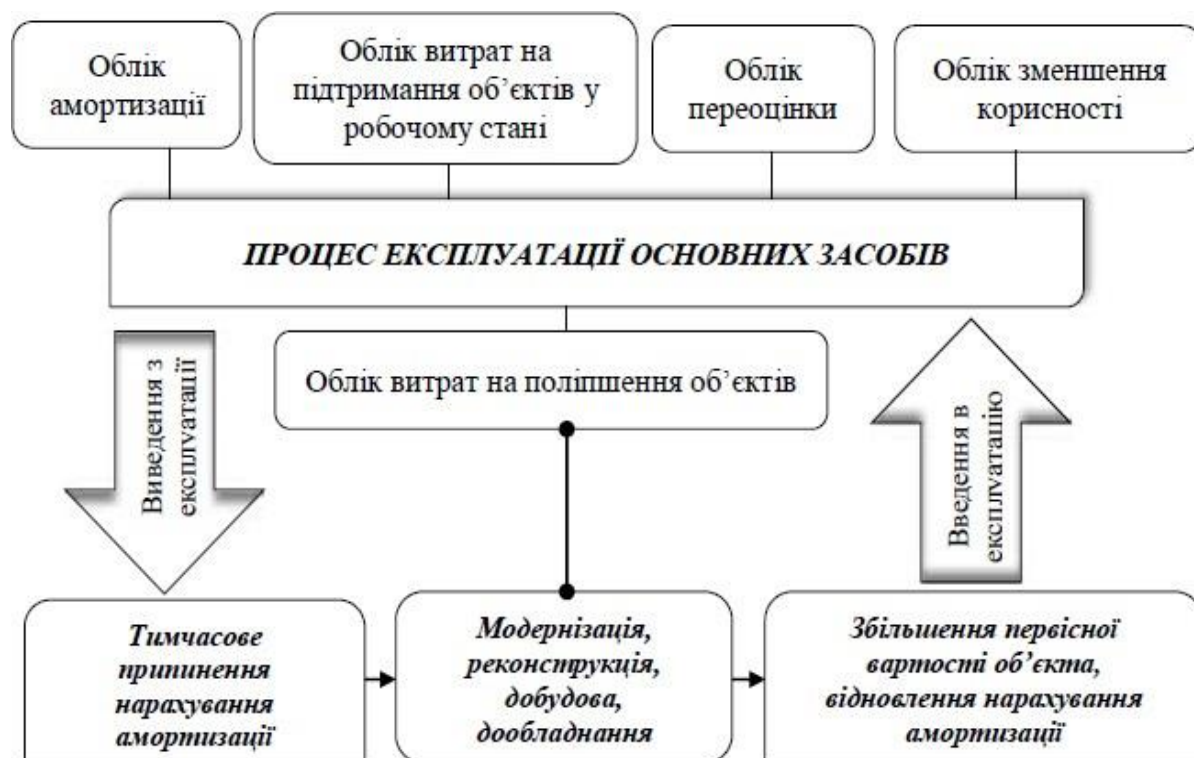 Облік
амортизації
Облік витрат на
підтримання об’єктів у
робочому стані
Облік
переоцінки
Облік зменшення
корисності
ПРОЦЕС ЕКСПЛУАТАЦІЇ ОСНОВНИХ ЗАСОБІВ
Виведення з
експлуатації
Облік витрат на поліпшення об’єктів
Введення в
експлуатацію
Тимчасове
припинення
нарахування
амортизації
Модернізація,
реконструкція,
добудова,
дообладнання
Збільшення первісної
вартості об’єкта,
відновлення нарахування
амортизації